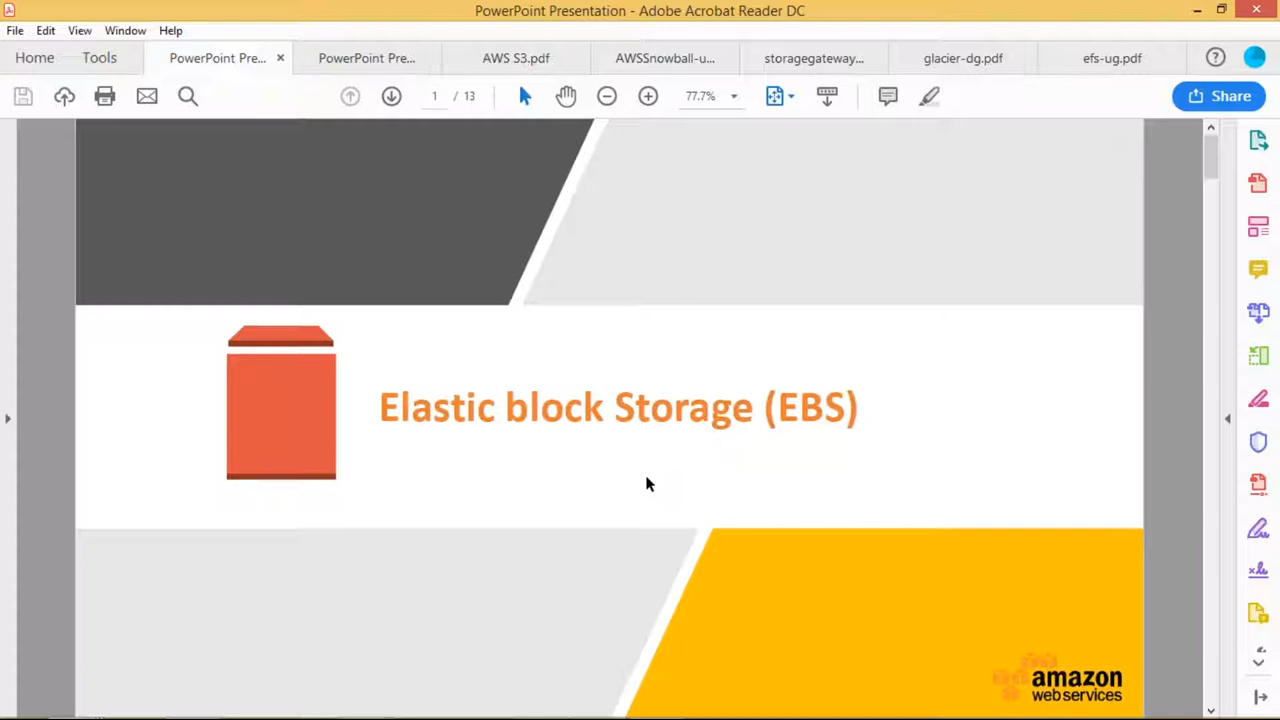 PowerPoint Presentation - Adobe Acrobat Reader DC
File Edit View Window Help
Home Tools PowerPoint Pre... PowerPoint Pre... AWS S3.pdf AWSSnowball-u... storagegateway... glacier-dg.pdf efs-ug.pdf
1 / 13 77.7% Share
Elastic block Storage (EBS)
amazon
web services